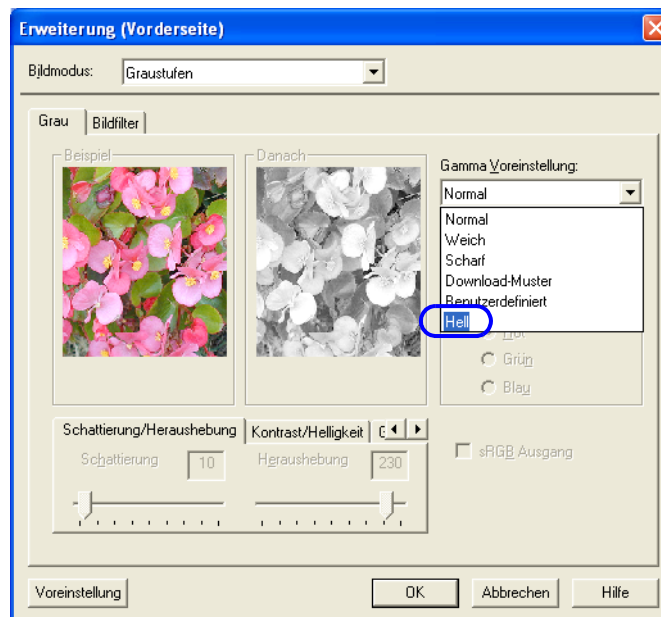 Erweiterung (Vorderseite)
Bildmodus: Graustufen
Grau Bildfilter
Beispiel Danach
Gamma Voreinstellung:
Normal
Normal
Weich
Scharf
Download-Muster
Benutzerdefiniert
Hell
Grün
Blau
Schattierung/Heraushebung Kontrast/Helligkeit
Schattierung 10 Heraushebung 230
sRGB Ausgang
Voreinstellung OK Abbrechen Hilfe